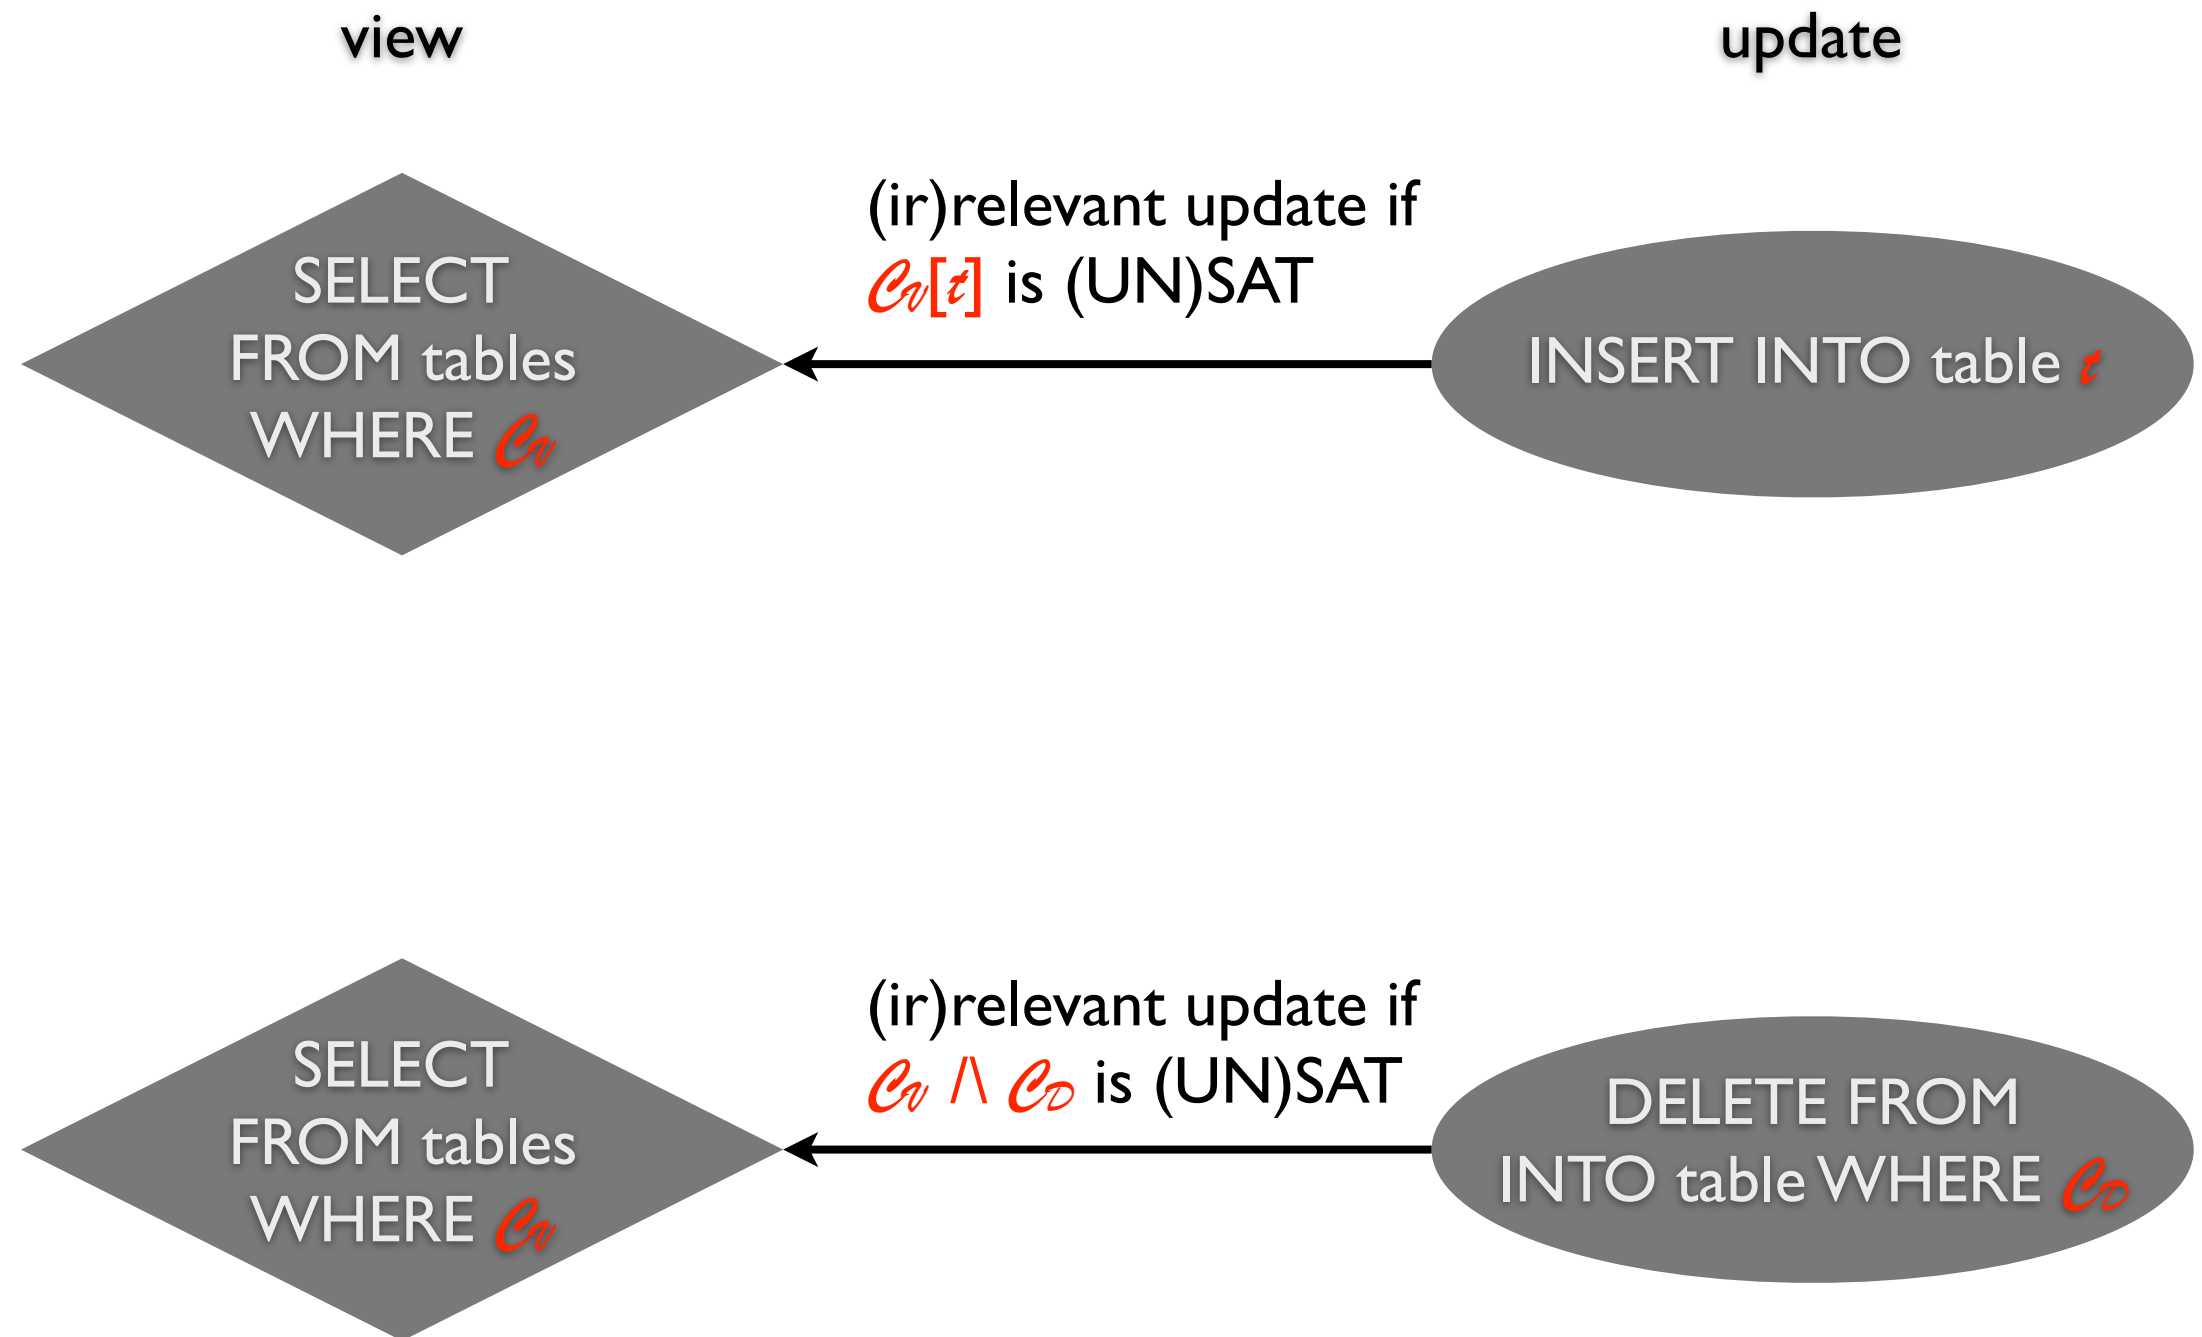 view
update
SELECT
FROM tables
WHERE Cv
(ir)relevant update if
Cv[t] is (UN)SAT
INSERT INTO table t
SELECT
FROM tables
WHERE Cv
(ir)relevant update if
Cv /\ CD is (UN)SAT
DELETE FROM
INTO table WHERE CD